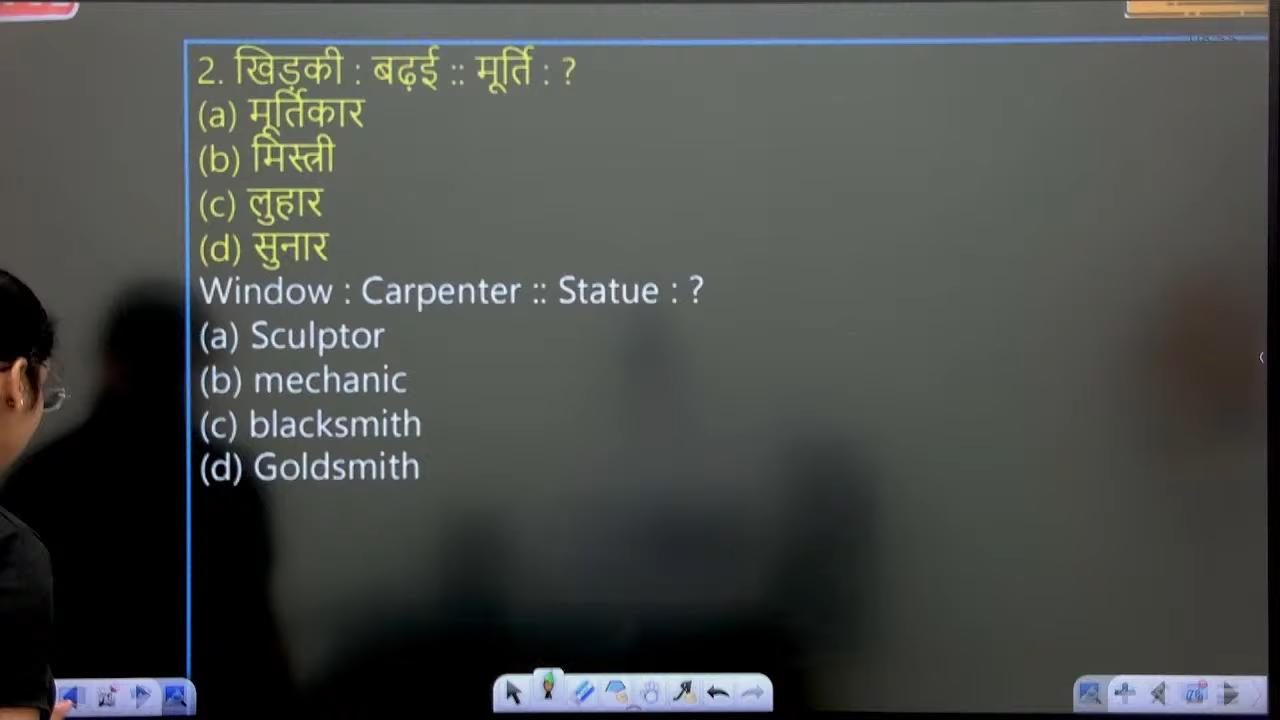 2. खिड़की : बढ़ई :: मूर्ति : ?
(a) मूर्तिकार
(b) मिस्त्री
(c) लुहार
(d) सुनार
Window : Carpenter :: Statue : ?
(a) Sculptor
(b) mechanic
(c) blacksmith
(d) Goldsmith